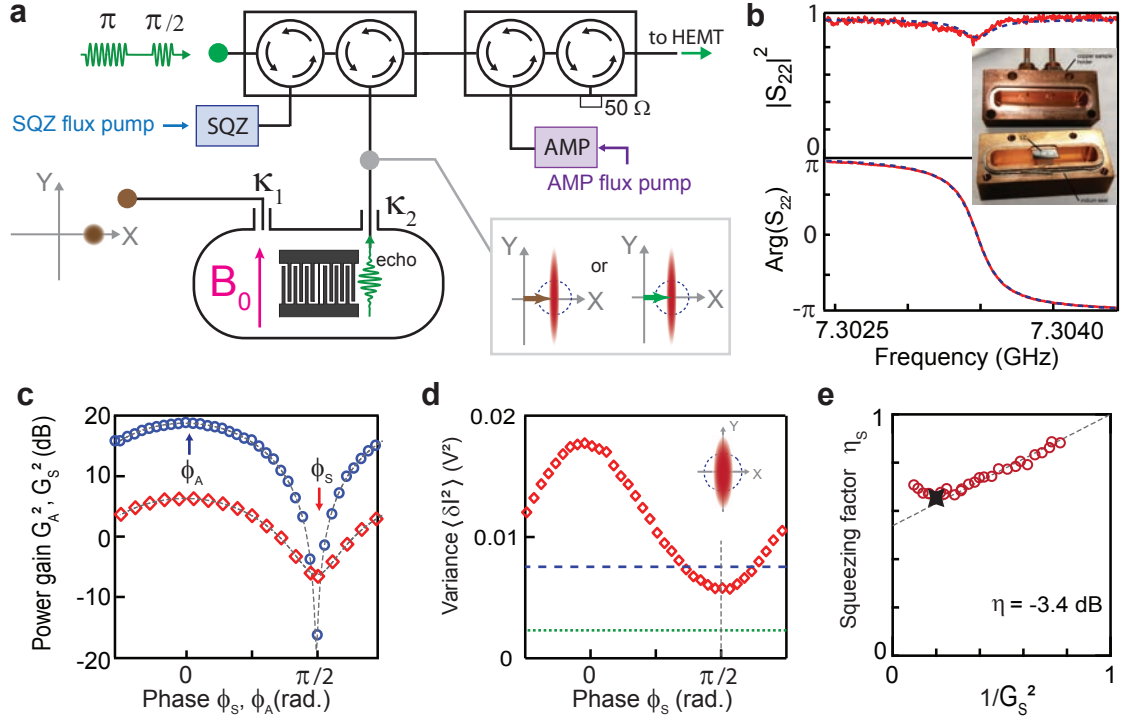 a
π π/2
to HEMT
50 Ω
SQZ flux pump
SQZ
AMP
AMP flux pump
Y
X
κ1
κ2
B0
echo
Y
X
or
Y
X
b
|S22|²
1
0
copper sample holder
indium seal
Arg(S22)
π
0
-π
7.3025 7.3040
Frequency (GHz)
c
Power gain GA², GS² (dB)
20
10
0
-10
-20
ϕA
ϕS
0 π/2
Phase ϕS, ϕA(rad.)
d
Variance ⟨δI²⟩ (V²)
0.02
0.01
0
Y
X
0 π/2
Phase ϕS (rad.)
e
Squeezing factor ηS
1
0
η = -3.4 dB
0 1
1/GS²